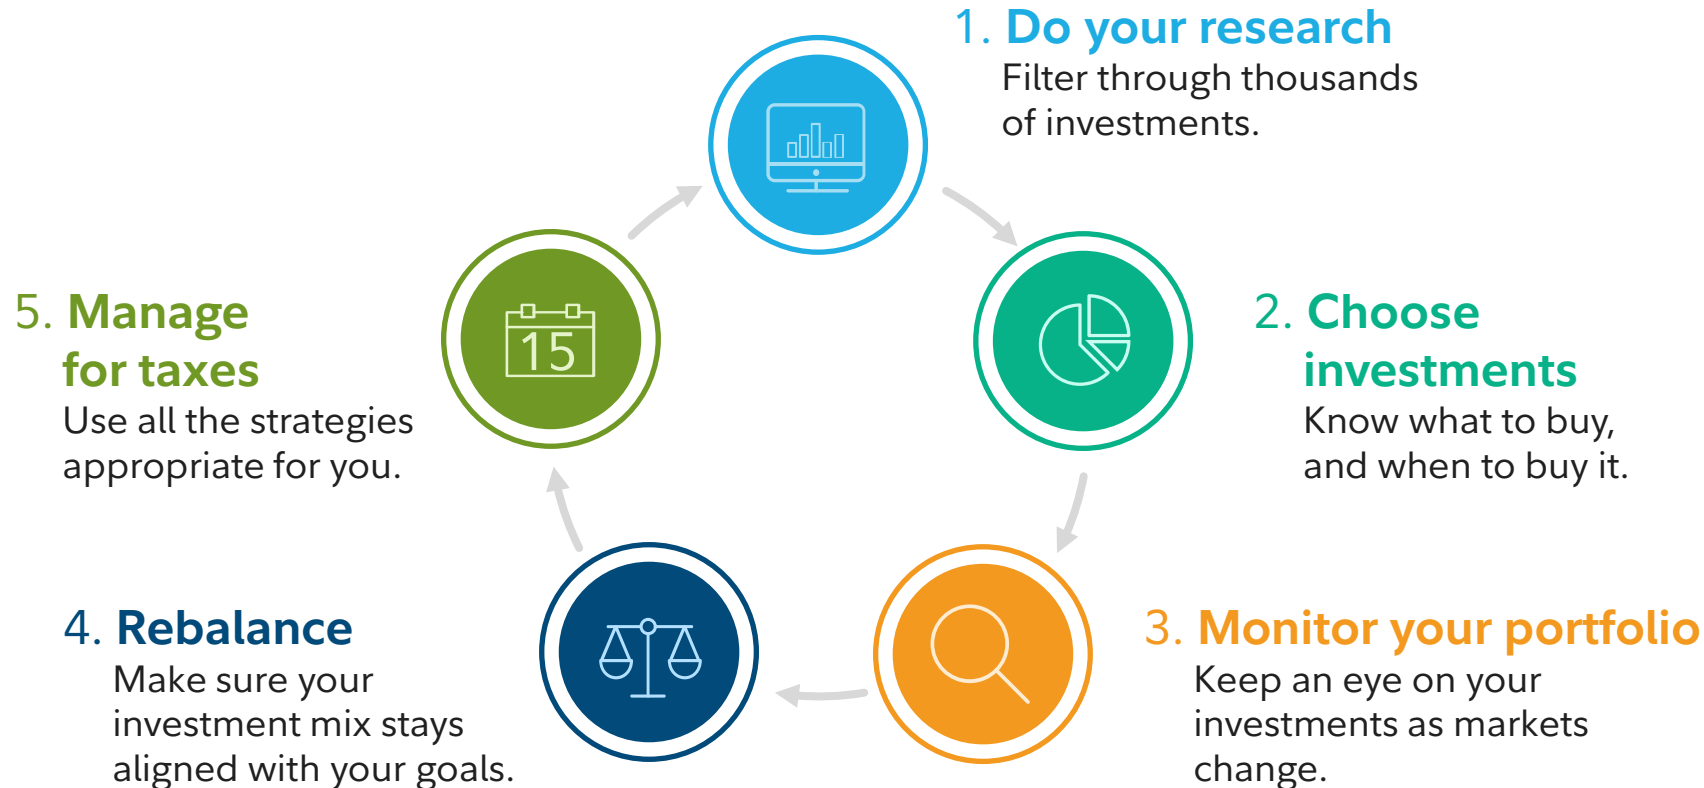 1. Do your research
Filter through thousands
of investments.
2. Choose
investments
Know what to buy,
and when to buy it.
3. Monitor your portfolio
Keep an eye on your
investments as markets
change.
4. Rebalance
Make sure your
investment mix stays
aligned with your goals.
5. Manage
for taxes
Use all the strategies
appropriate for you.
15